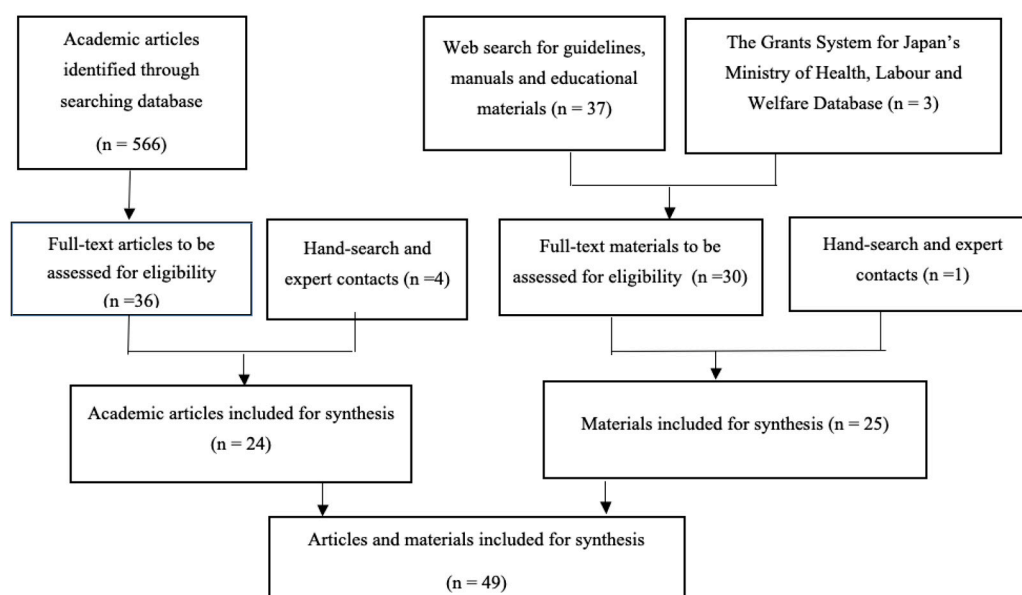 Academic articles
identified through
searching database
(n = 566)
Web search for guidelines,
manuals and educational
materials (n = 37)
The Grants System for Japan’s
Ministry of Health, Labour and
Welfare Database (n = 3)
Full-text articles to be
assessed for eligibility
(n =36)
Hand-search and
expert contacts (n =4)
Full-text materials to be
assessed for eligibility (n =30)
Hand-search and expert
contacts (n =1)
Academic articles included for synthesis
(n = 24)
Materials included for synthesis (n = 25)
Articles and materials included for synthesis
(n = 49)